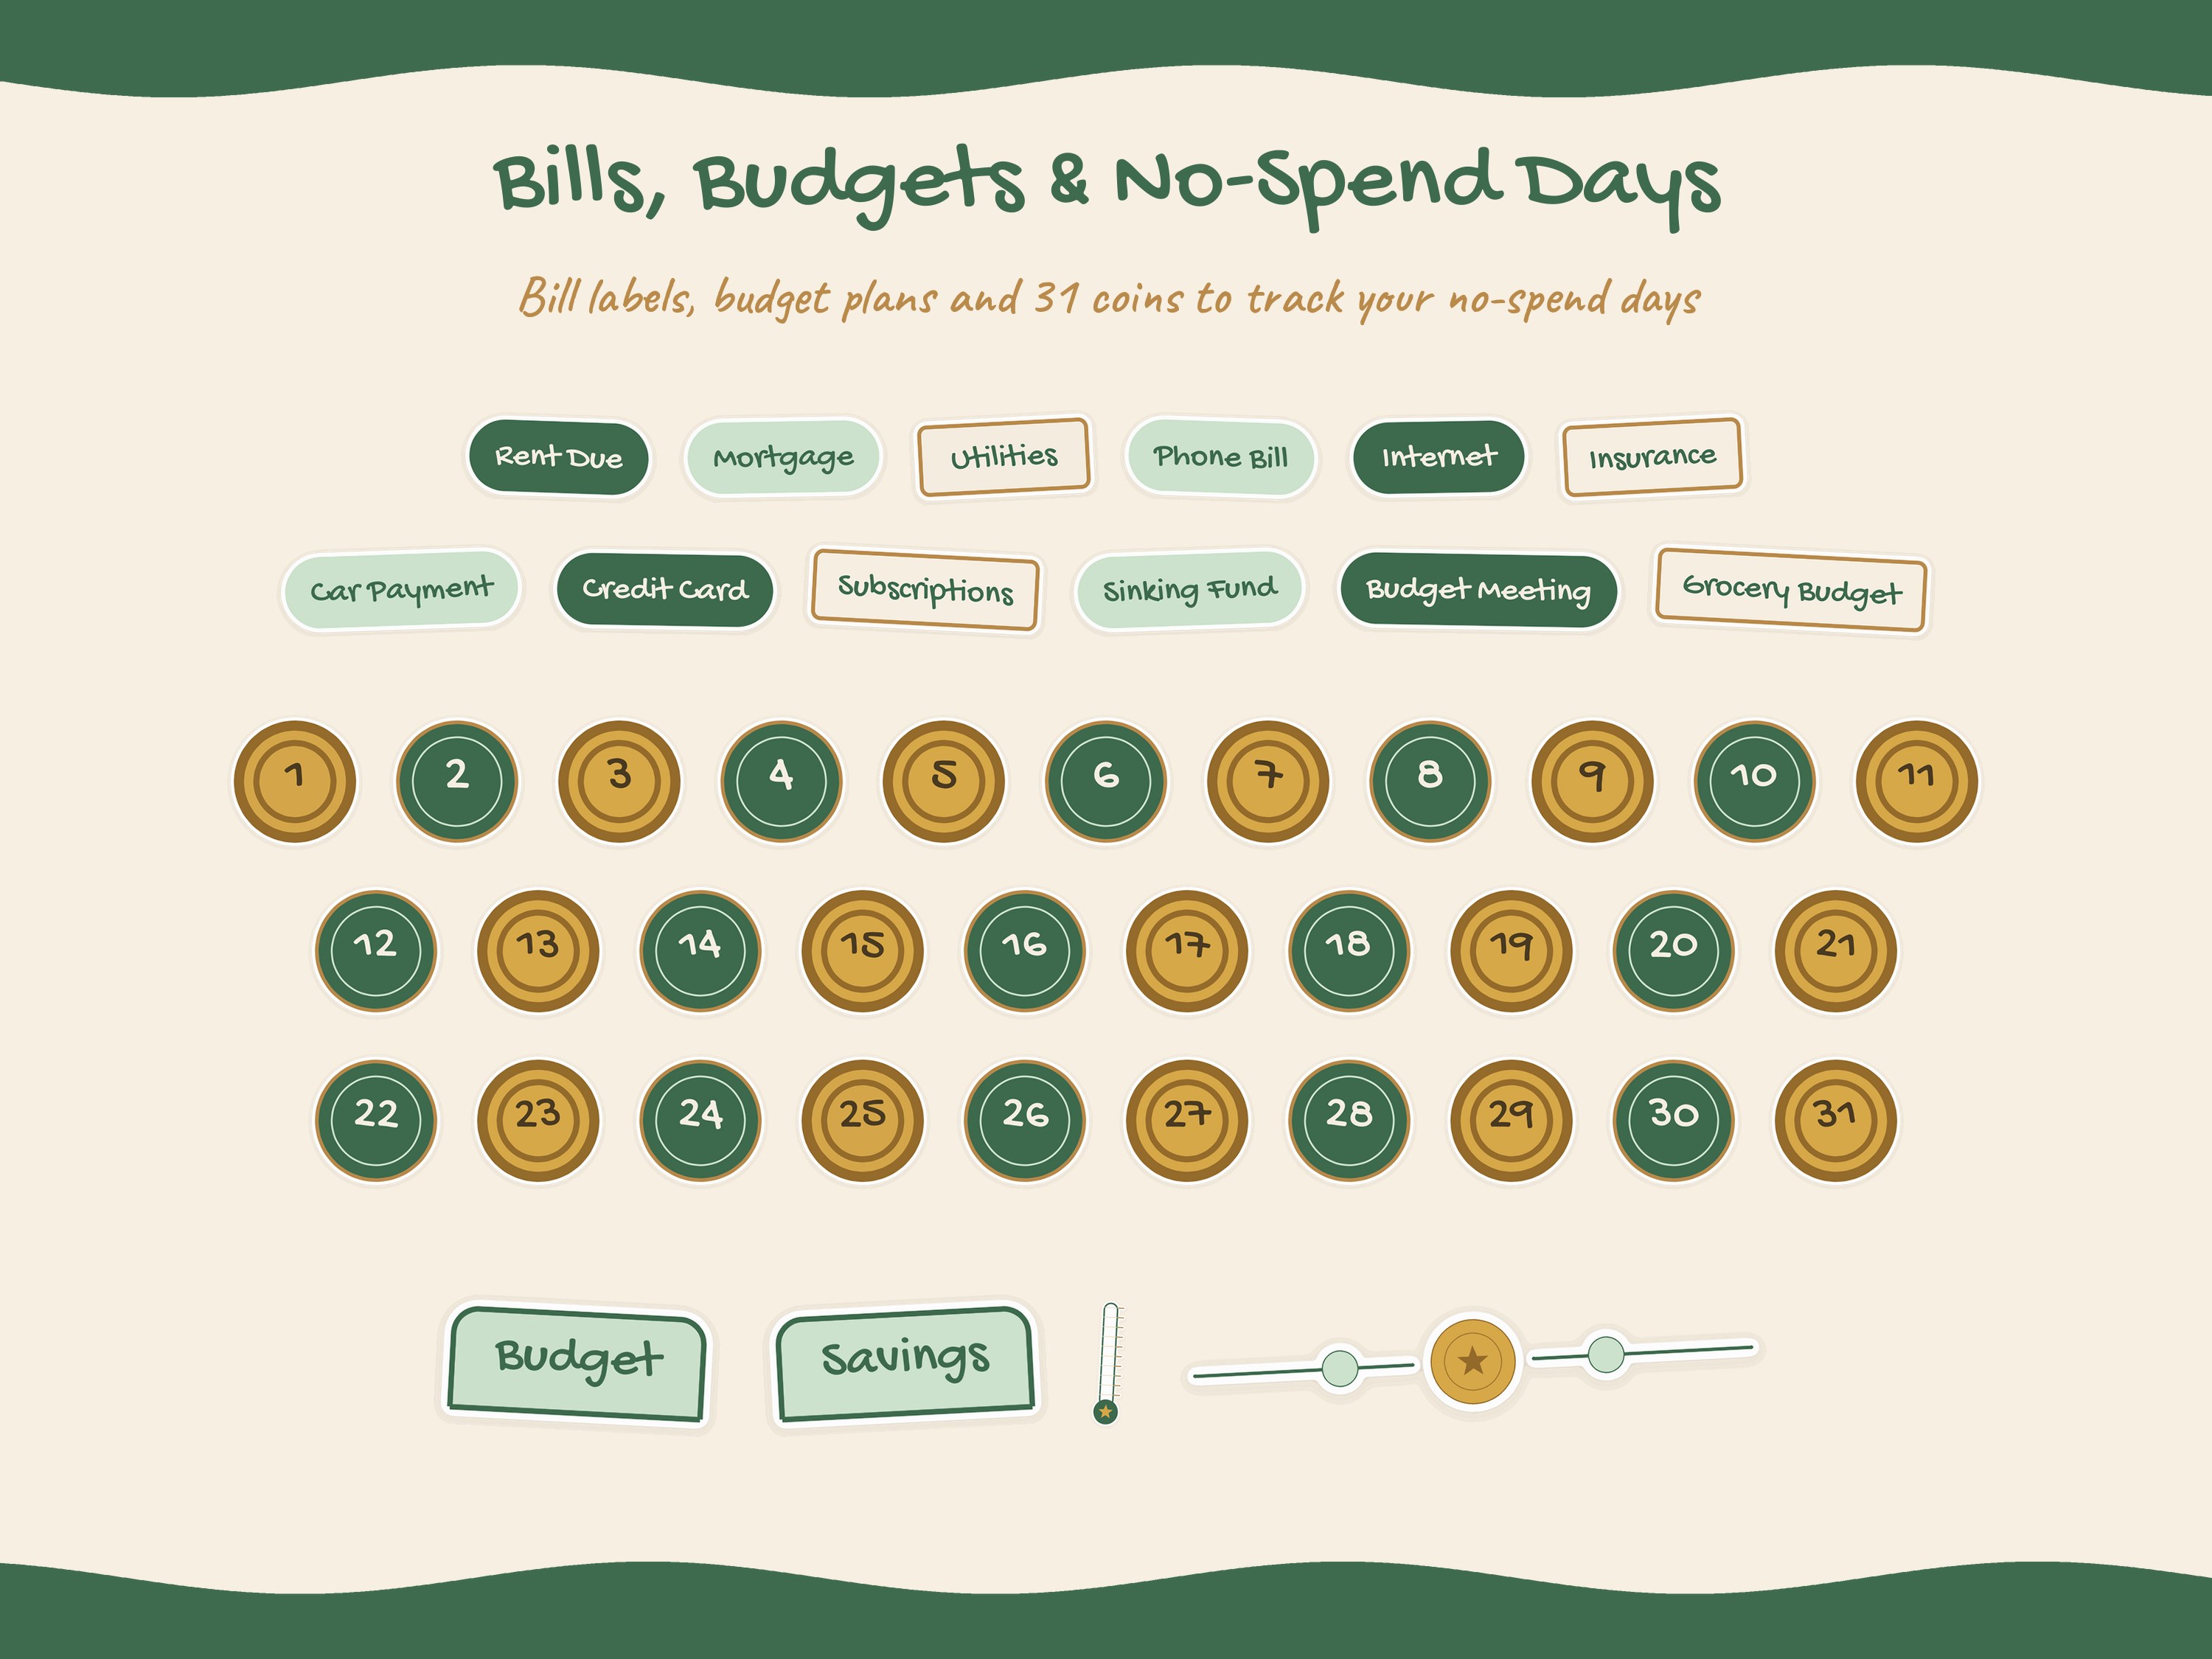 Bills, Budgets & No-Spend Days
Bill labels, budget plans and 31 coins to track your no-spend days
Rent Due Mortgage Utilities Phone Bill Internet Insurance
Car Payment Credit Card Subscriptions Sinking Fund Budget Meeting Grocery Budget
1 2 3 4 5 6 7 8 9 10 11
12 13 14 15 16 17 18 19 20 21
22 23 24 25 26 27 28 29 30 31
Budget Savings